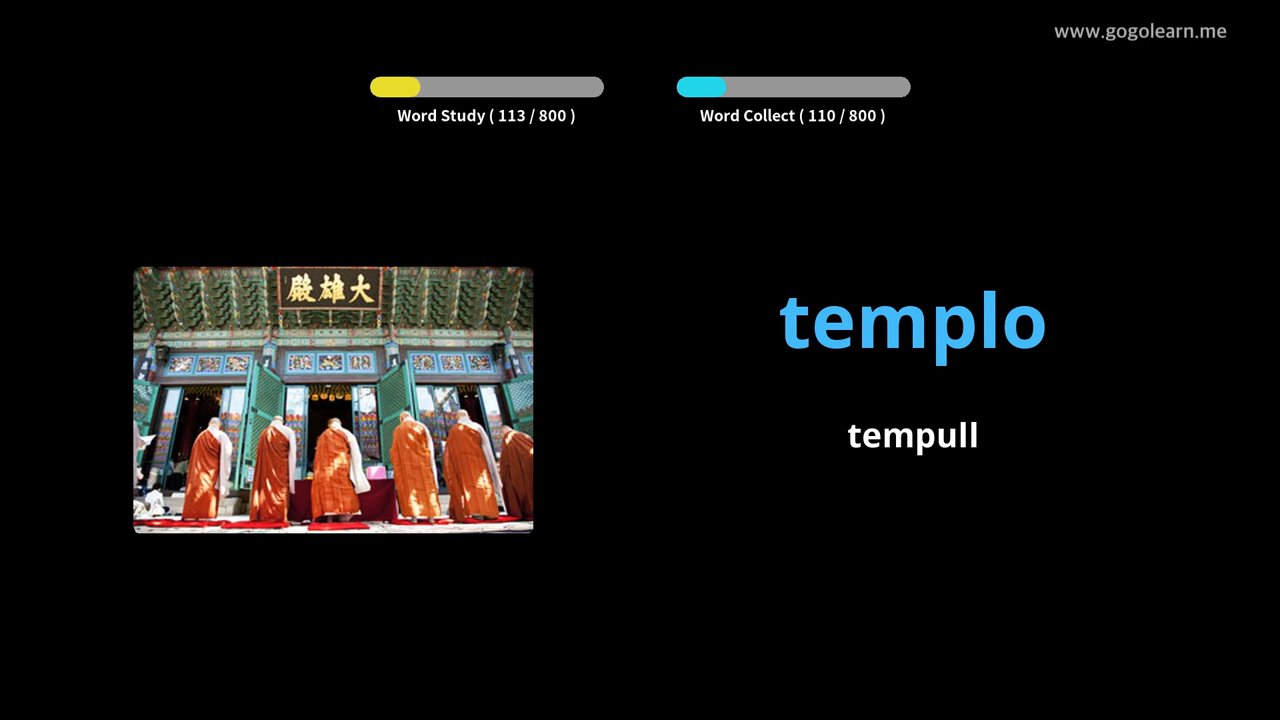 www.gogolearn.me
Word Study ( 113 / 800 )
Word Collect ( 110 / 800 )
殿雄大
templo
tempull